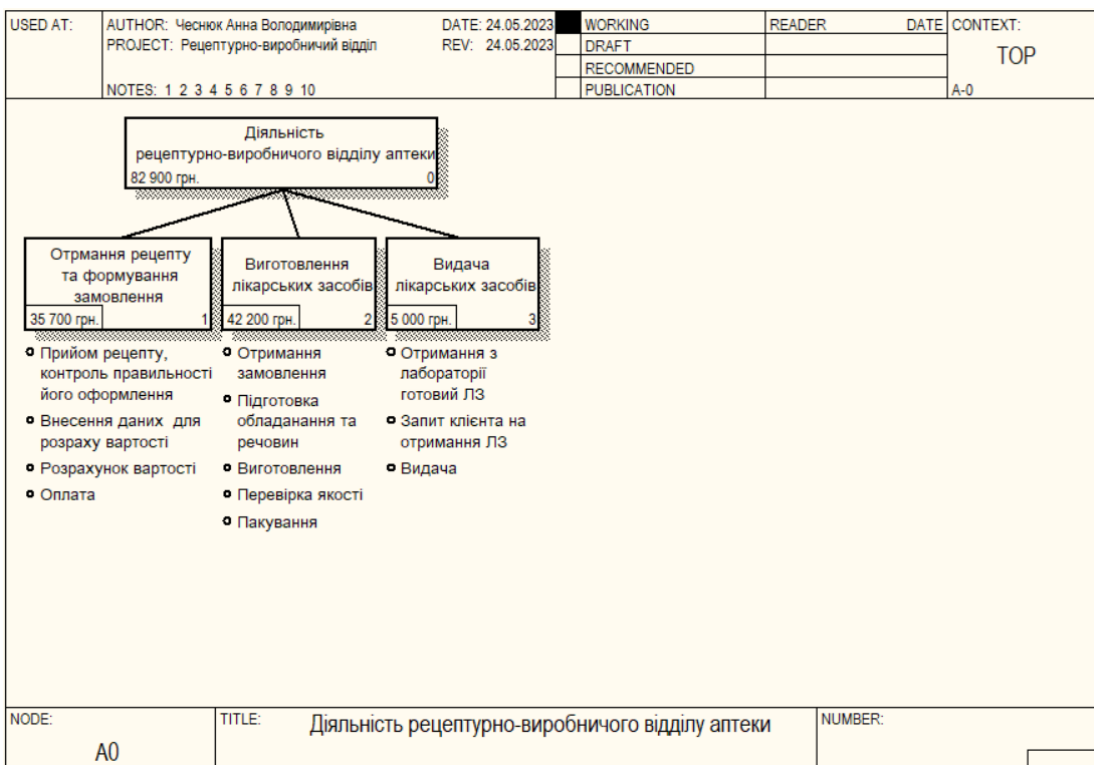 USED AT:
AUTHOR: Чеснюк Анна Володимирівна
DATE: 24.05.2023
PROJECT: Рецептурно-виробничий відділ
REV: 24.05.2023
NOTES: 1 2 3 4 5 6 7 8 9 10
WORKING
DRAFT
RECOMMENDED
PUBLICATION
READER
DATE
CONTEXT:
TOP
A-0
Діяльність
рецептурно-виробничого відділу аптеки
82 900 грн.
0
Отрмання рецепту
та формування
замовлення
35 700 грн.
1
Виготовлення
лікарських засобів
42 200 грн.
2
Видача
лікарських засобів
5 000 грн.
3
Прийом рецепту,
контроль правильності
його оформлення
Внесення даних для
розраху вартості
Розрахунок вартості
Оплата
Отримання
замовлення
Підготовка
обладанання та
речовин
Виготовлення
Перевірка якості
Пакування
Отримання з
лабораторії
готовий ЛЗ
Запит клієнта на
отримання ЛЗ
Видача
NODE:
A0
TITLE:
Діяльність рецептурно-виробничого відділу аптеки
NUMBER: